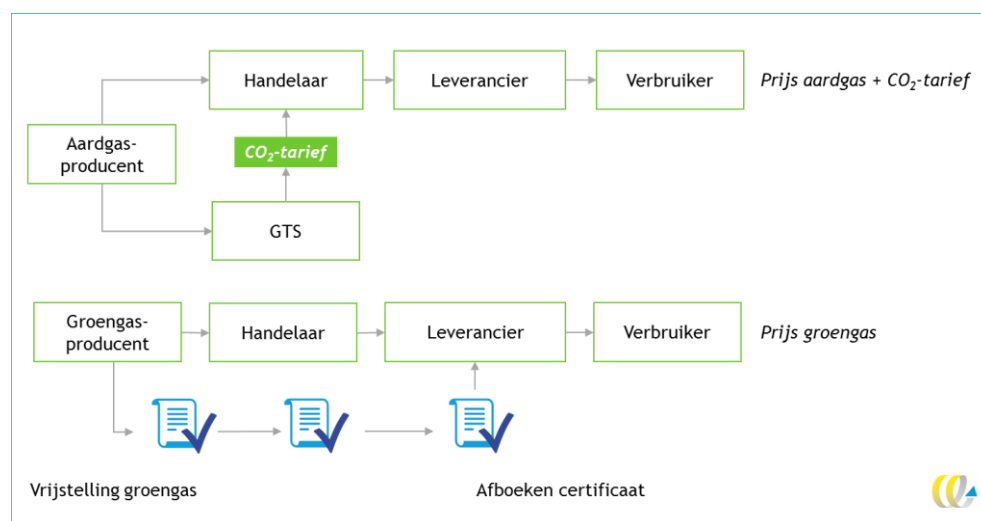 Handelaar
Leverancier
Verbruiker
Prijs aardgas + CO₂-tarief
Aardgas-
producent
CO₂-tarief
GTS
Groengas-
producent
Handelaar
Leverancier
Verbruiker
Prijs groengas
Vrijstelling groengas
Afboeken certificaat